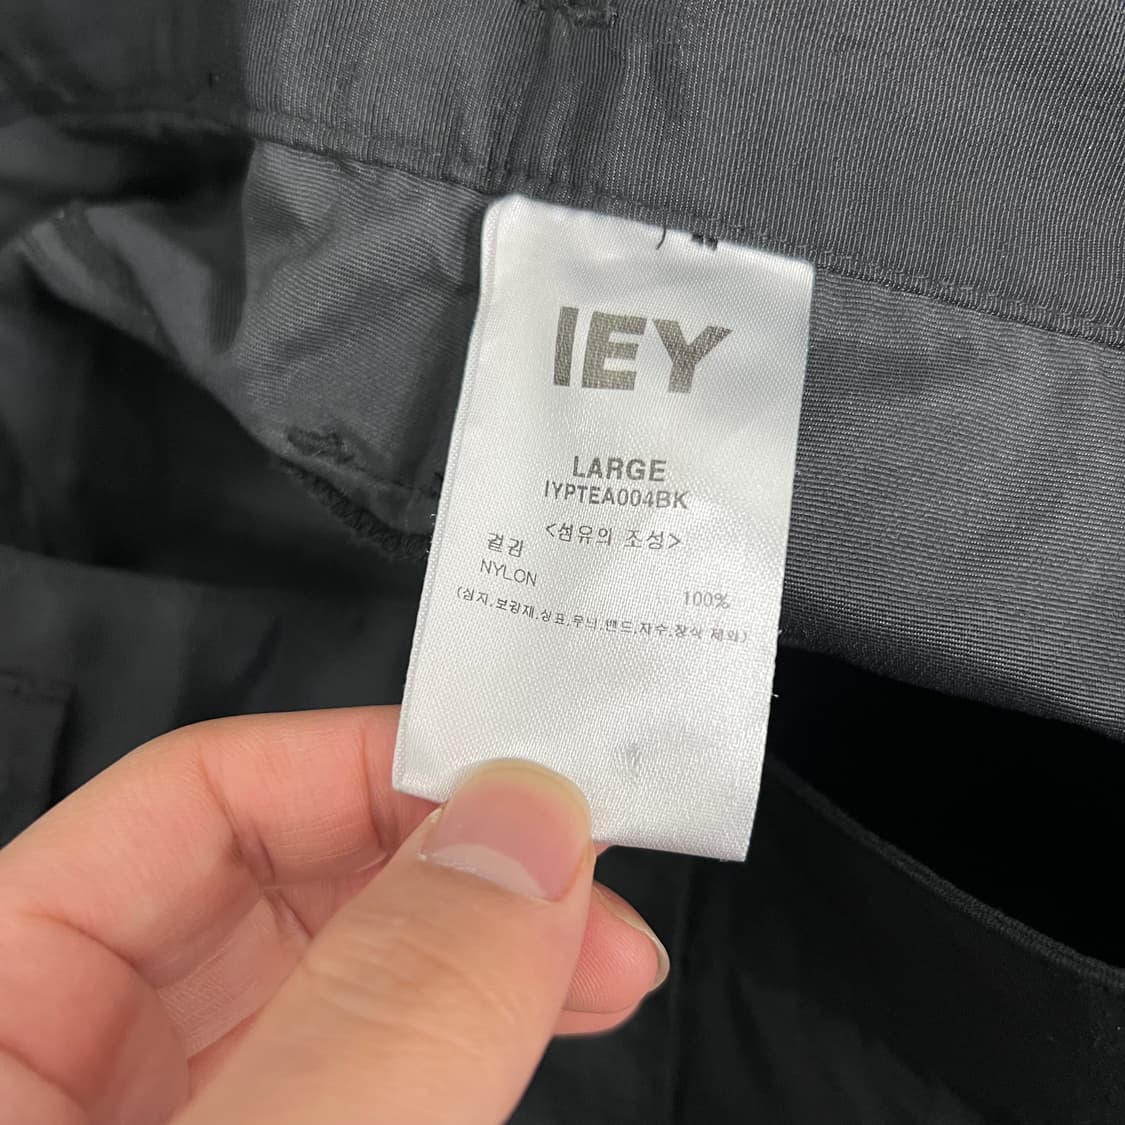 IEY
LARGE
IYPTEA004BK
<섬유의 조성>
겉감
NYLON 100%
(심지,보강재,상표,무늬,밴드,자수,장식 제외)